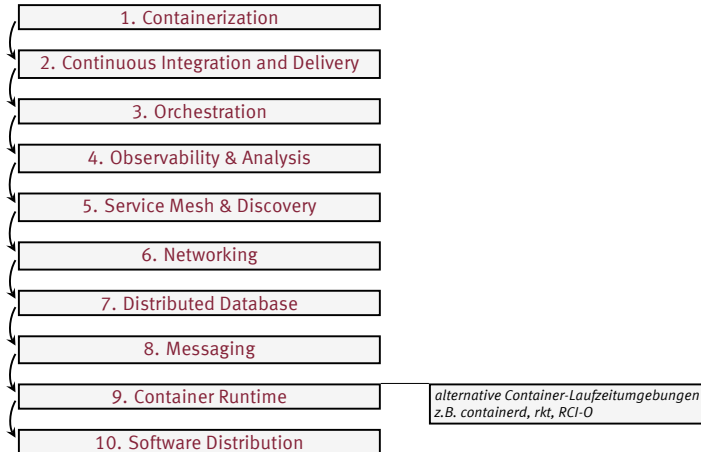 1. Containerization
2. Continuous Integration and Delivery
3. Orchestration
4. Observability & Analysis
5. Service Mesh & Discovery
6. Networking
7. Distributed Database
8. Messaging
9. Container Runtime
alternative Container-Laufzeitumgebungen
z.B. containerd, rkt, RCI-O
10. Software Distribution